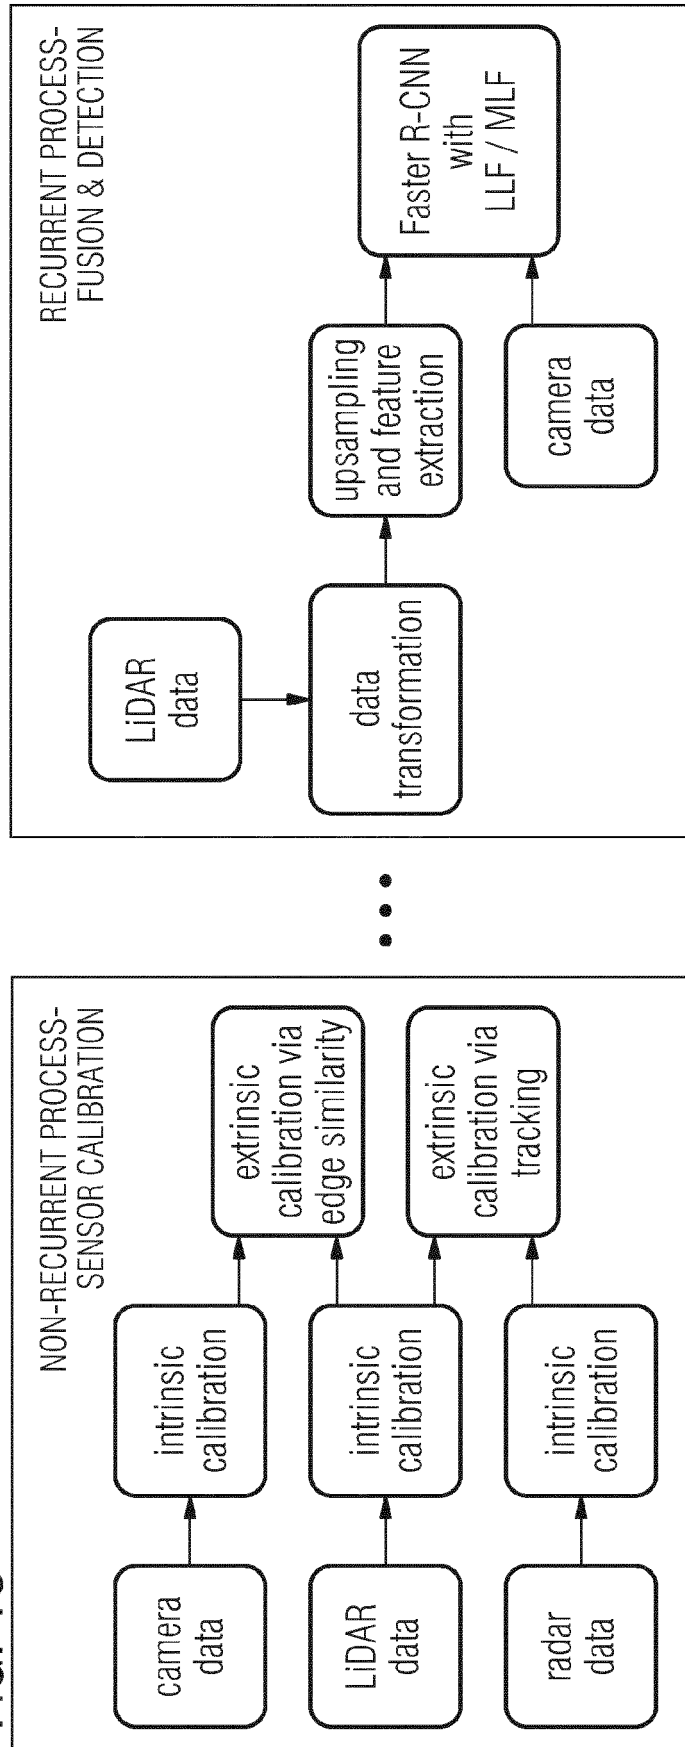 NON-RECURRENT PROCESS-
SENSOR CALIBRATION
camera
data
intrinsic
calibration
extrinsic
calibration via
edge similarity
LiDAR
data
intrinsic
calibration
extrinsic
calibration via
tracking
radar
data
intrinsic
calibration
RECURRENT PROCESS-
FUSION & DETECTION
LiDAR
data
data
transformation
upsampling
and feature
extraction
Faster R-CNN
with
LLF / MLF
camera
data